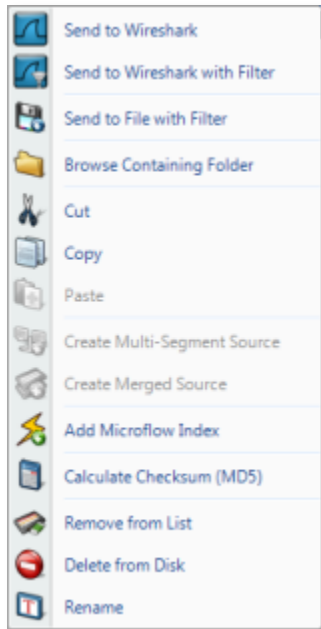 Send to Wireshark
Send to Wireshark with Filter
Send to File with Filter
Browse Containing Folder
Cut
Copy
Paste
Create Multi-Segment Source
Create Merged Source
Add Microflow Index
Calculate Checksum (MD5)
Remove from List
Delete from Disk
Rename